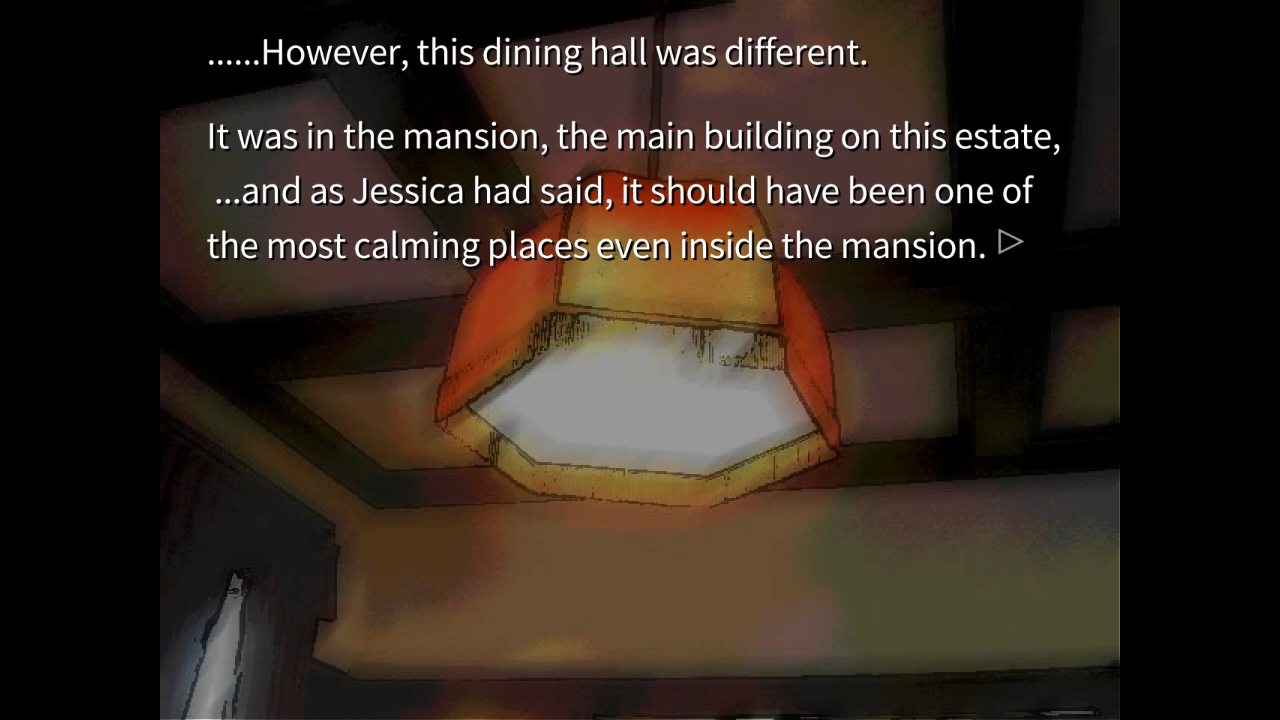 ......However, this dining hall was different.
It was in the mansion, the main building on this estate,
...and as Jessica had said, it should have been one of
the most calming places even inside the mansion.